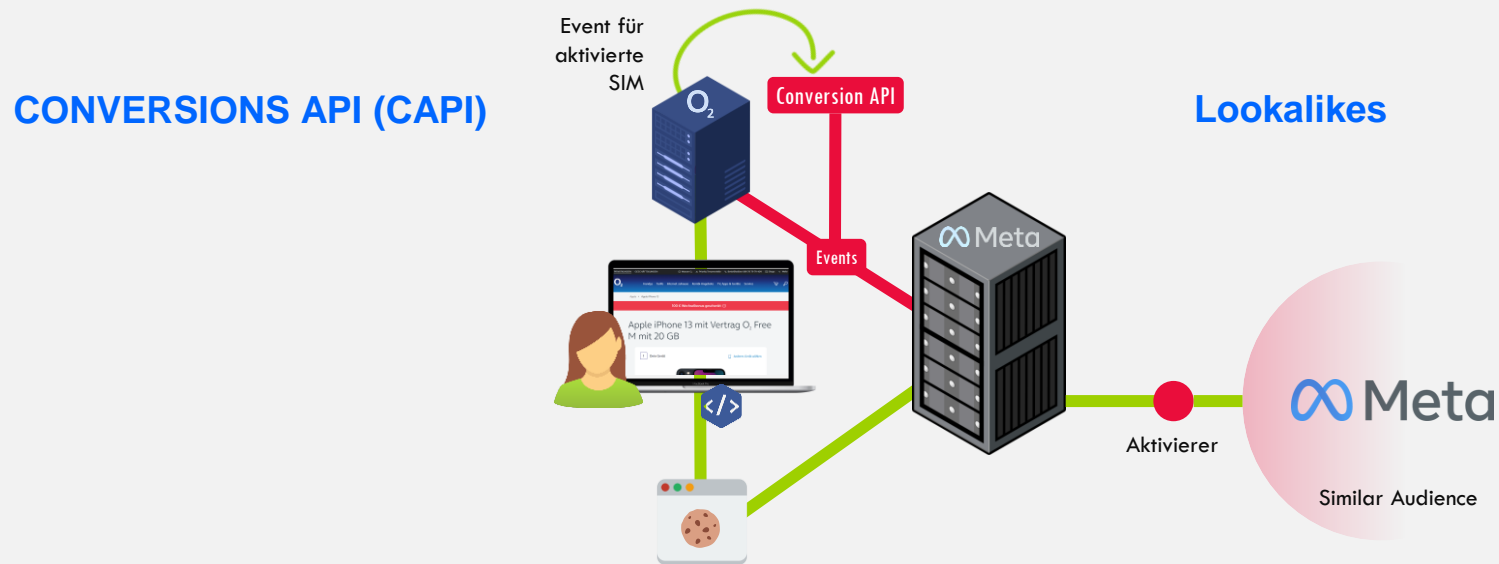 CONVERSIONS API (CAPI)
Event für
aktivierte
SIM
O2
Conversion API
Lookalikes
Events
Meta
O2
Apple iPhone 13 mit Vertrag O2 Free
M mit 20 GB
</>
Aktivierer
Meta
Similar Audience